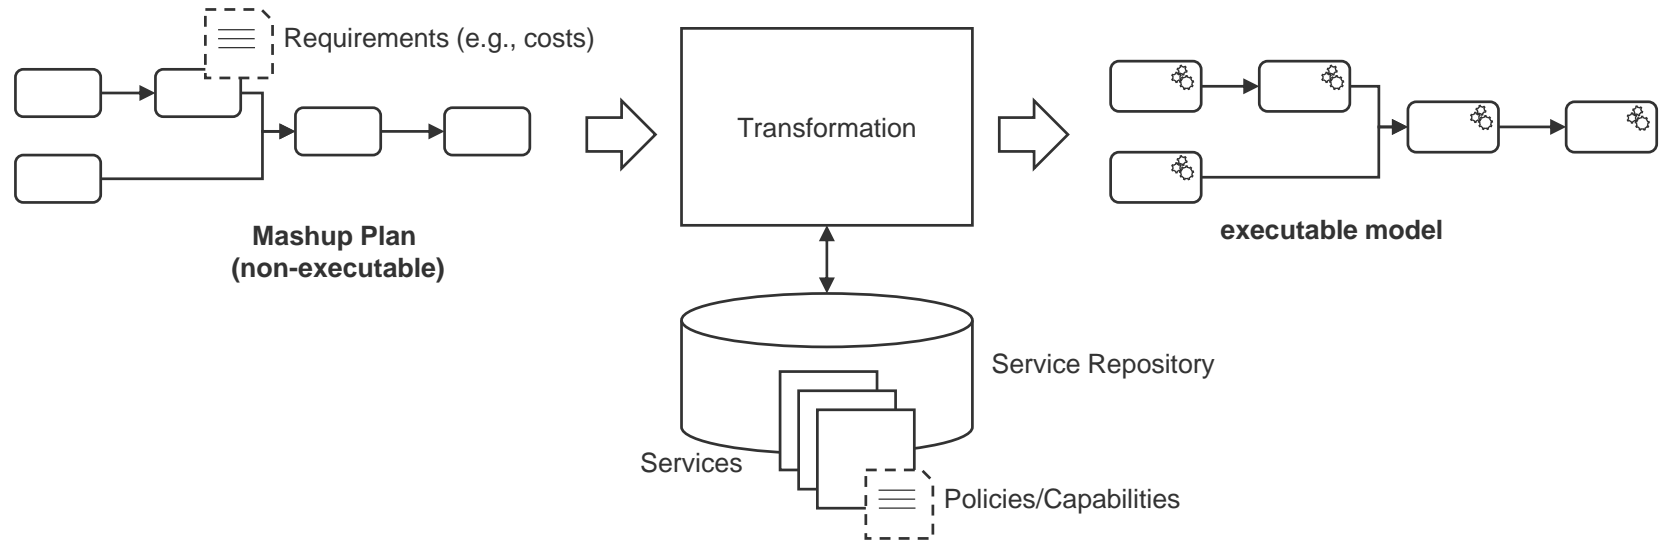 Requirements (e.g., costs)
Transformation
Mashup Plan
(non-executable)
executable model
Service Repository
Services
Policies/Capabilities